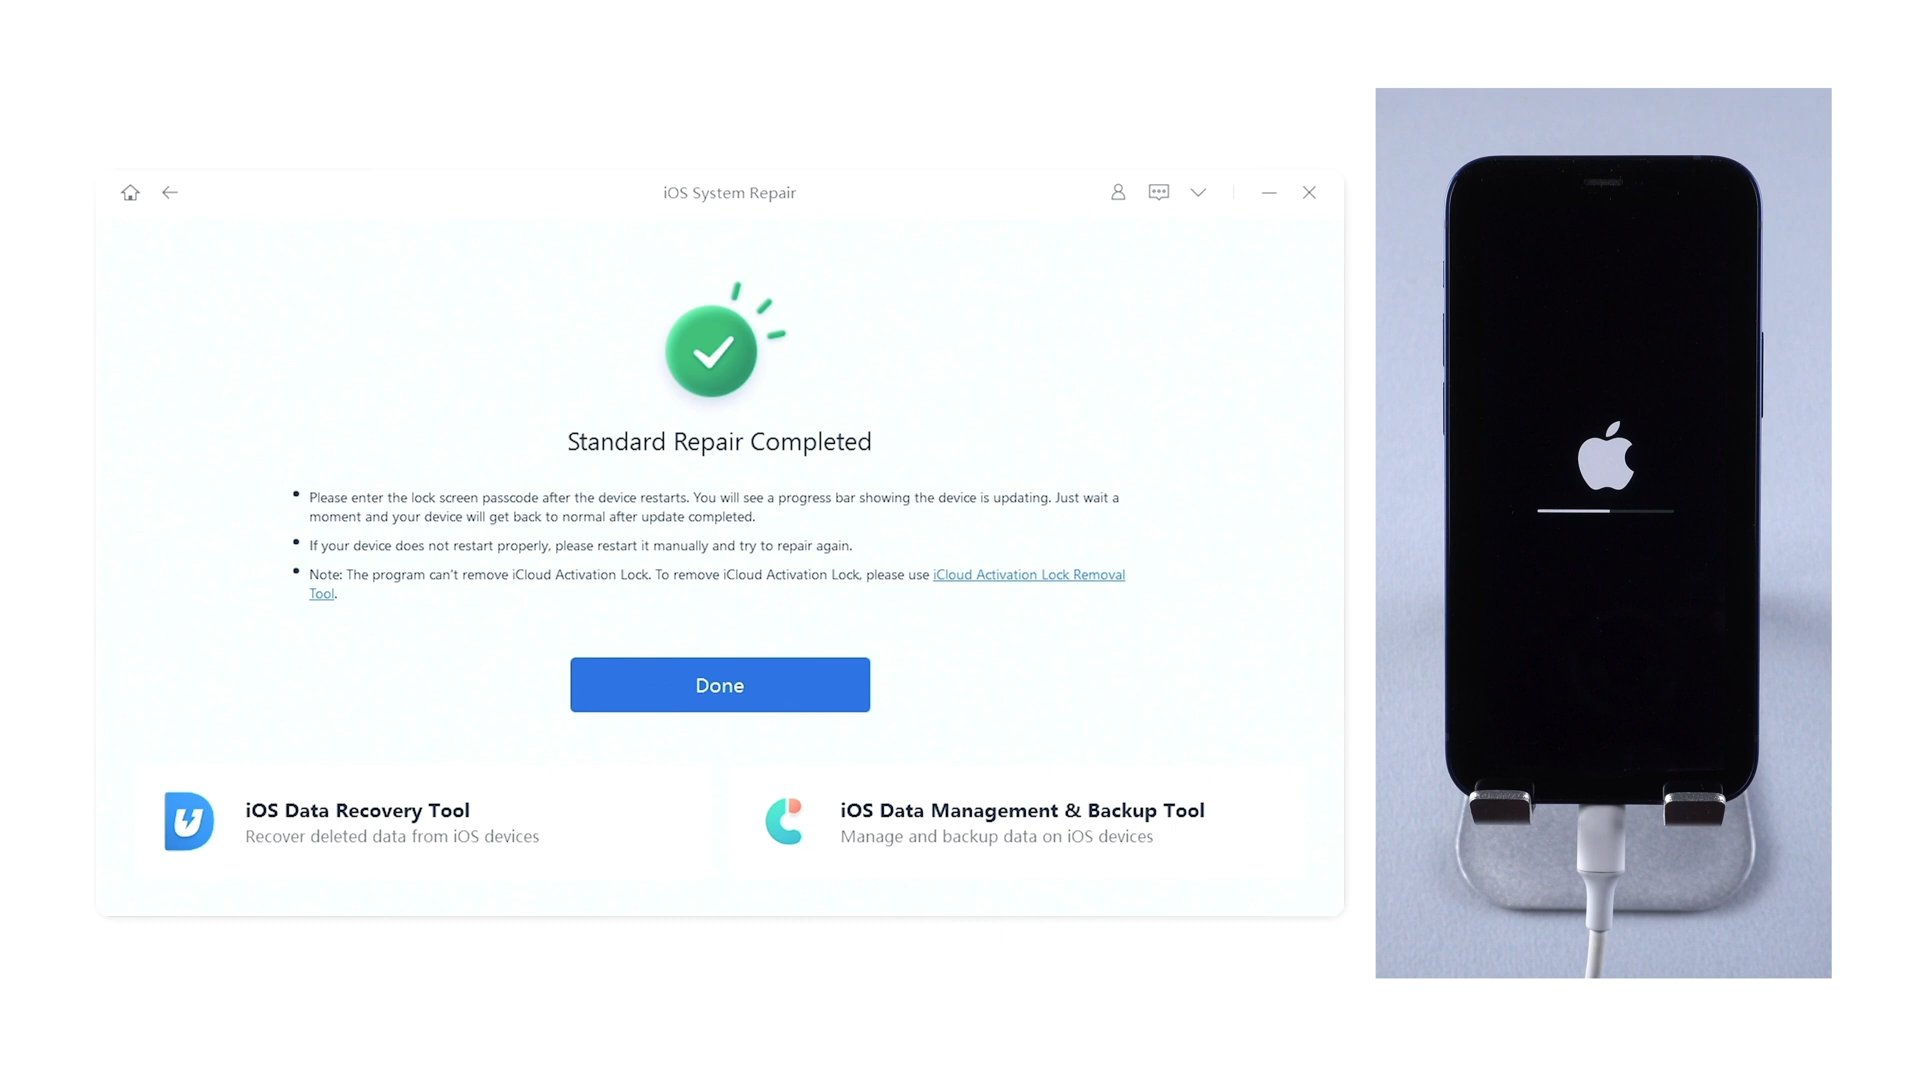 iOS System Repair
Standard Repair Completed
Please enter the lock screen passcode after the device restarts. You will see a progress bar showing the device is updating. Just wait a
moment and your device will get back to normal after update completed.
If your device does not restart properly, please restart it manually and try to repair again.
Note: The program can't remove iCloud Activation Lock. To remove iCloud Activation Lock, please use iCloud Activation Lock Removal
Tool.
Done
iOS Data Recovery Tool
Recover deleted data from iOS devices
iOS Data Management & Backup Tool
Manage and backup data on iOS devices